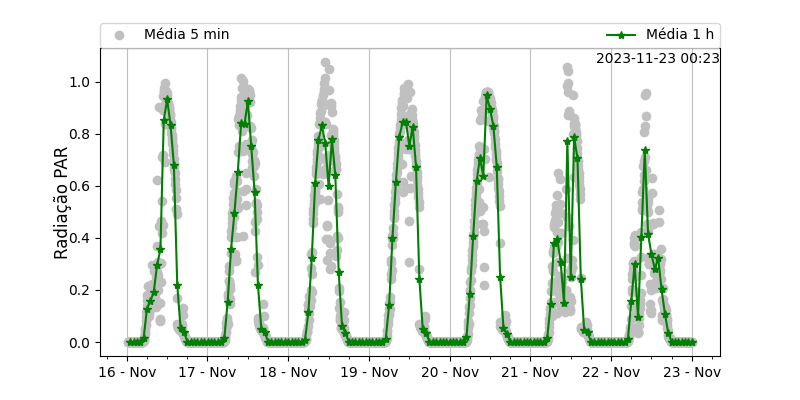 Média 5 min
Média 1 h
2023-11-23 00:23
Radiação PAR
1.0
0.8
0.6
0.4
0.2
0.0
16 - Nov
17 - Nov
18 - Nov
19 - Nov
20 - Nov
21 - Nov
22 - Nov
23 - Nov